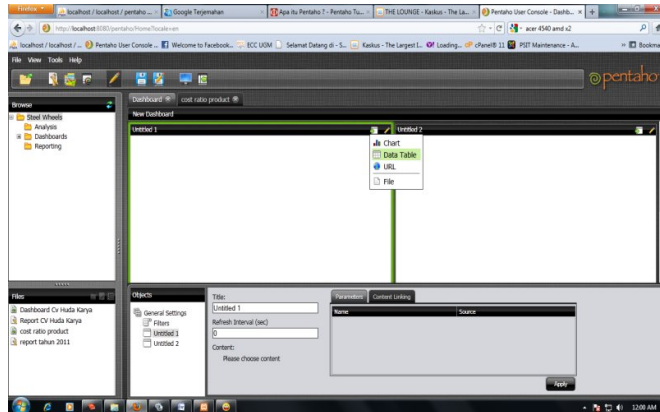 Firefox
localhost / localhost / pentaho ...
Google Terjemahan
Apa itu Pentaho ? - Pentaho Tu...
THE LOUNGE - Kaskus - The La...
Pentaho User Console - Dashb...
http://localhost:8080/pentaho/Home?locale=en
acer 4540 amd x2
localhost / localhost / ...
Pentaho User Console ...
Welcome to Facebook...
ECC UGM
Selamat Datang di - S...
Kaskus - The Largest I...
Loading...
cPanel® 11
PSIT Maintenance - A...
Bookma
File View Tools Help
pentaho
Browse
Dashboard
cost ratio product
Steel Wheels
New Dashboard
Analysis
Untitled 1
Untitled 2
Dashboards
Reporting
Chart
Data Table
URL
File
Files
Dashboard Cv Huda Karya
Report CV Huda Karya
cost ratio product
report tahun 2011
Objects
General Settings
Filters
Untitled 1
Untitled 2
Title:
Untitled 1
Refresh Interval (sec)
0
Content:
Please choose content
Parameters
Content Linking
Name
Source
Apply
12:00 AM